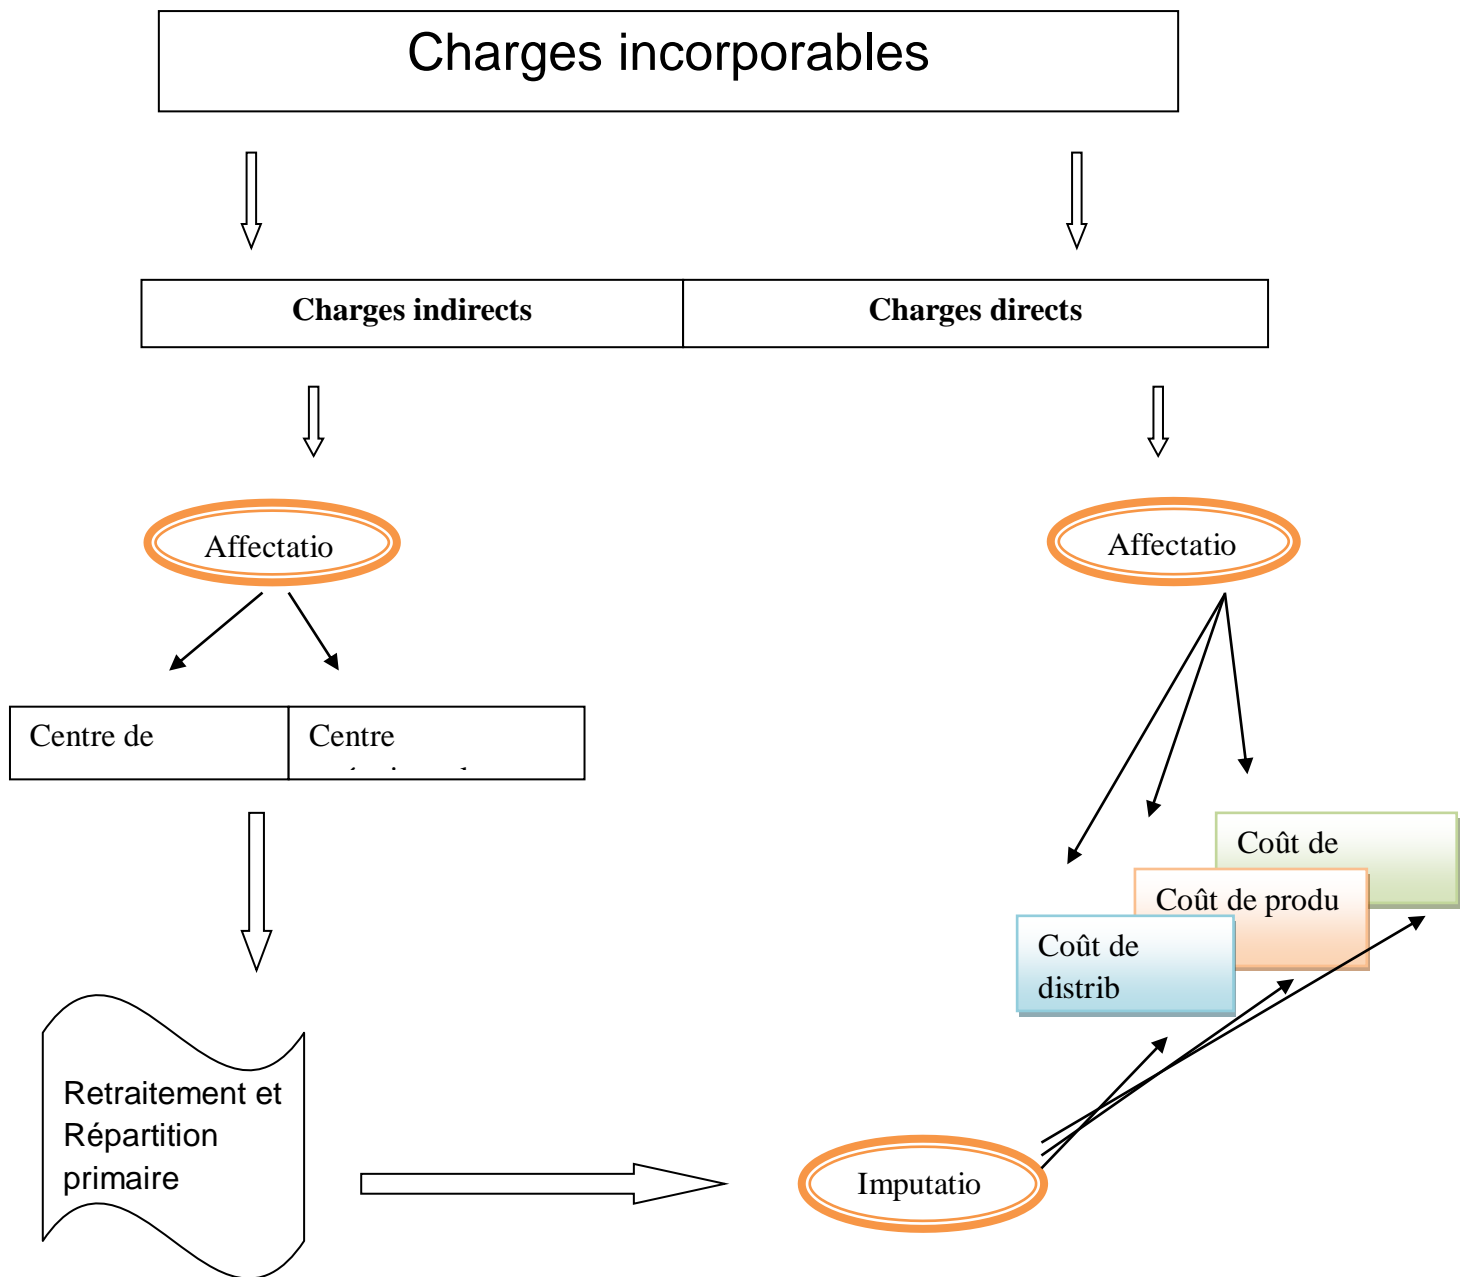 Charges incorporables
Charges indirects
Charges directs
Affectatio
Affectatio
Centre de
Centre
Coût de
Coût de produ
Coût de
distrib
Retraitement et
Répartition
primaire
Imputatio